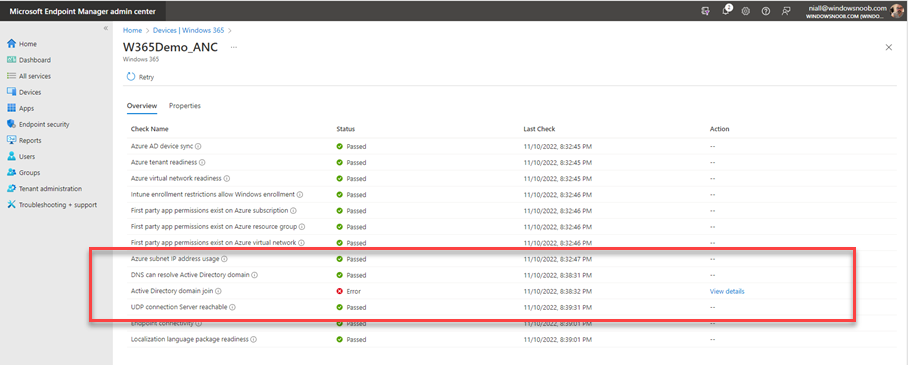 Microsoft Endpoint Manager admin center
2
niall@windowsnoob.com
WINDOWSNOOB.COM (WINDO...
Home > Devices | Windows 365 >
W365Demo_ANC ...
Windows 365
Retry
Home
Dashboard
All services
Devices
Apps
Endpoint security
Reports
Users
Groups
Tenant administration
Troubleshooting + support
Overview Properties
Check Name Status Last Check Action
Azure AD device sync Passed 11/10/2022, 8:32:45 PM --
Azure tenant readiness Passed 11/10/2022, 8:32:45 PM --
Azure virtual network readiness Passed 11/10/2022, 8:32:45 PM --
Intune enrollment restrictions allow Windows enrollment Passed 11/10/2022, 8:32:46 PM --
First party app permissions exist on Azure subscription Passed 11/10/2022, 8:32:46 PM --
First party app permissions exist on Azure resource group Passed 11/10/2022, 8:32:46 PM --
First party app permissions exist on Azure virtual network Passed 11/10/2022, 8:32:46 PM --
Azure subnet IP address usage Passed 11/10/2022, 8:32:47 PM --
DNS can resolve Active Directory domain Passed 11/10/2022, 8:38:31 PM --
Active Directory domain join Error 11/10/2022, 8:38:32 PM View details
UDP connection Server reachable Passed 11/10/2022, 8:39:31 PM --
Endpoint connectivity Passed 11/10/2022, 8:39:01 PM --
Localization language package readiness Passed 11/10/2022, 8:39:01 PM --